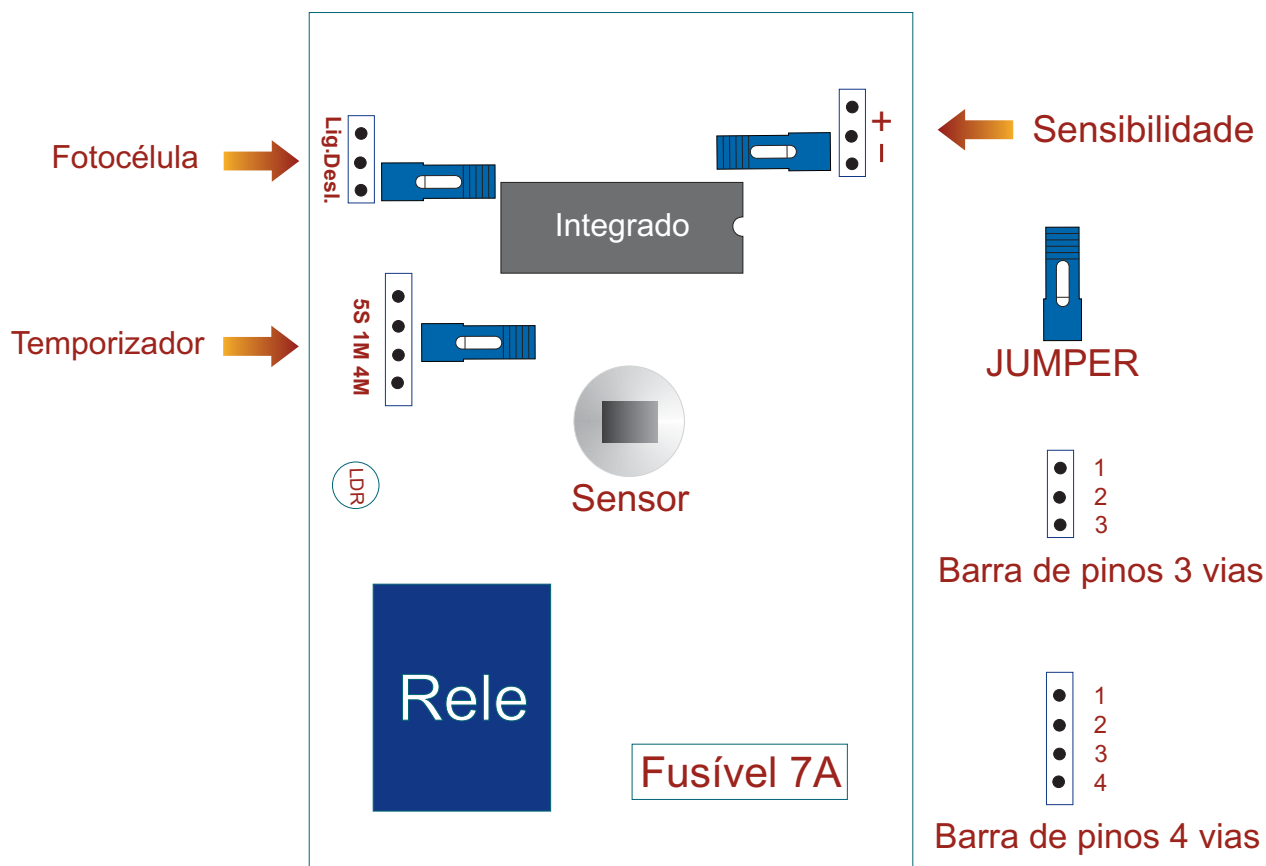 Fotocélula
Lig.Desl.
+
−
Sensibilidade
Integrado
Temporizador
5S 1M 4M
JUMPER
LDR
Sensor
1
2
3
Barra de pinos 3 vias
Rele
Fusível 7A
1
2
3
4
Barra de pinos 4 vias